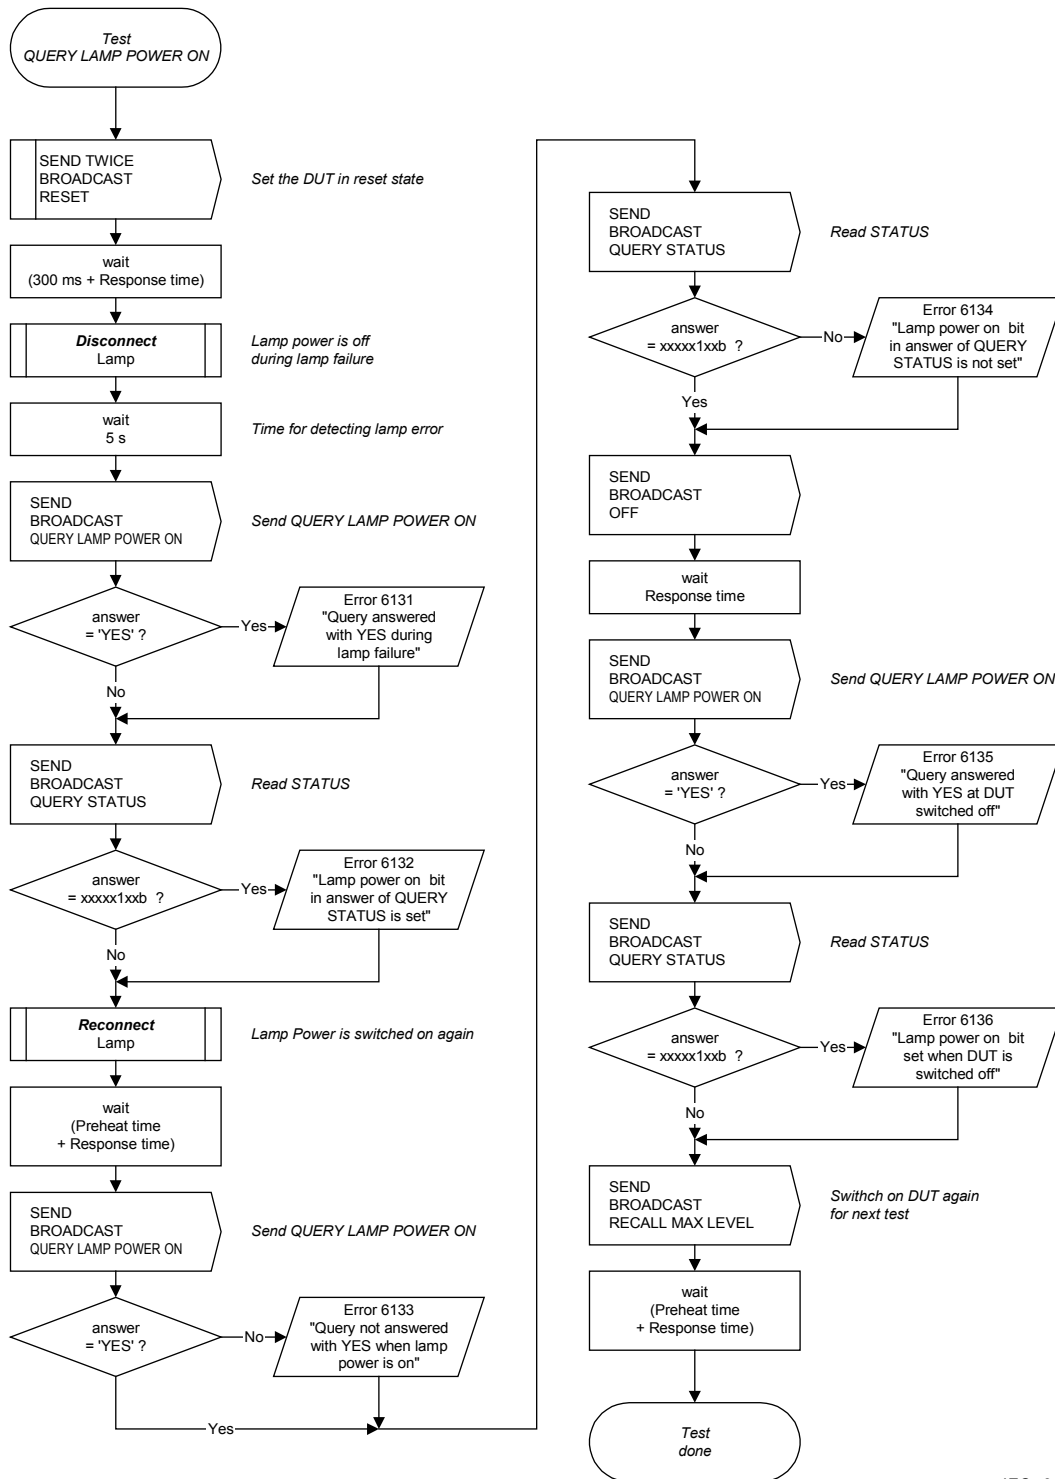 Test
QUERY LAMP POWER ON
SEND TWICE
BROADCAST
RESET
Set the DUT in reset state
wait
(300 ms + Response time)
Disconnect
Lamp
Lamp power is off
during lamp failure
wait
5 s
Time for detecting lamp error
SEND
BROADCAST
QUERY LAMP POWER ON
Send QUERY LAMP POWER ON
answer
= 'YES' ?
Yes
Error 6131
"Query answered
with YES during
lamp failure"
No
SEND
BROADCAST
QUERY STATUS
Read STATUS
answer
= xxxxx1xxb ?
Yes
Error 6132
"Lamp power on bit
in answer of QUERY
STATUS is set"
No
Reconnect
Lamp
Lamp Power is switched on again
wait
(Preheat time
+ Response time)
SEND
BROADCAST
QUERY LAMP POWER ON
Send QUERY LAMP POWER ON
answer
= 'YES' ?
No
Error 6133
"Query not answered
with YES when lamp
power is on"
Yes
SEND
BROADCAST
QUERY STATUS
Read STATUS
answer
= xxxxx1xxb ?
No
Error 6134
"Lamp power on bit
in answer of QUERY
STATUS is not set"
Yes
SEND
BROADCAST
OFF
wait
Response time
SEND
BROADCAST
QUERY LAMP POWER ON
Send QUERY LAMP POWER ON
answer
= 'YES' ?
Yes
Error 6135
"Query answered
with YES at DUT
switched off"
No
SEND
BROADCAST
QUERY STATUS
Read STATUS
answer
= xxxxx1xxb ?
Yes
Error 6136
"Lamp power on bit
set when DUT is
switched off"
No
SEND
BROADCAST
RECALL MAX LEVEL
Swithch on DUT again
for next test
wait
(Preheat time
+ Response time)
Test
done